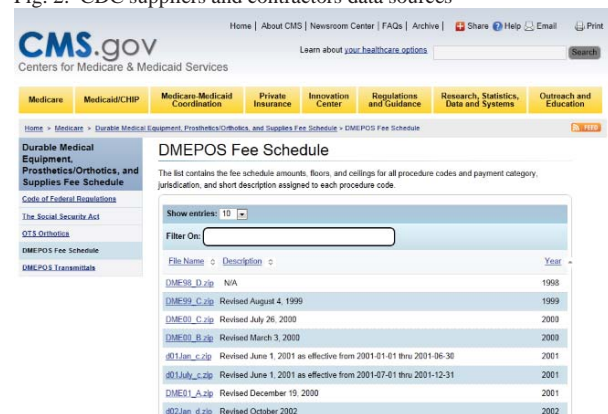 Fig. 2. CDC suppliers and contractors data sources
Home | About CMS | Newsroom Center | FAQs | Archive | Share Help Email Print
CMS.gov
Learn about your healthcare options
Search
Centers for Medicare & Medicaid Services
Medicare
Medicaid/CHIP
Medicare-Medicaid Coordination
Private Insurance
Innovation Center
Regulations and Guidance
Research, Statistics, Data and Systems
Outreach and Education
Home > Medicare > Durable Medical Equipment, Prosthetics/Orthotics, and Supplies Fee Schedule > DMEPOS Fee Schedule
FEED
Durable Medical
Equipment,
Prosthetics/Orthotics, and
Supplies Fee Schedule
Code of Federal Regulations
The Social Security Act
OTS Orthotics
DMEPOS Fee Schedule
DMEPOS Transmittals
DMEPOS Fee Schedule
The list contains the fee schedule amounts, floors, and ceilings for all procedure codes and payment category,
jurisdication, and short description assigned to each procedure code.
Show entries: 10
Filter On:
File Name Description Year
DME98_D.zip N/A 1998
DME99_C.zip Revised August 4, 1999 1999
DME00_C.zip Revised July 26, 2000 2000
DME00_B.zip Revised March 3, 2000 2000
d01Jan_c.zip Revised June 1, 2001 as effective from 2001-01-01 thru 2001-06-30 2001
d01July_c.zip Revised June 1, 2001 as effective from 2001-07-01 thru 2001-12-31 2001
DME01_A.zip Revised December 19, 2000 2001
d02Jan_d.zip Revised October 2002 2002